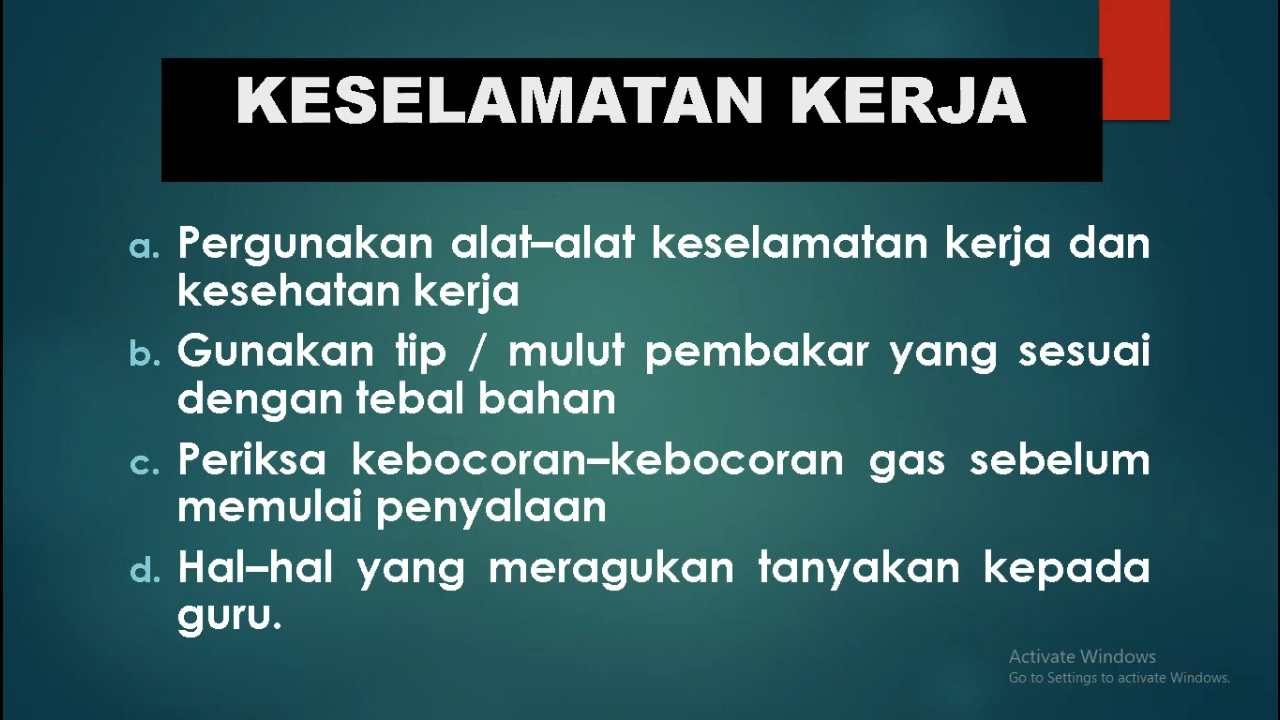 KESELAMATAN KERJA
a. Pergunakan alat–alat keselamatan kerja dan
kesehatan kerja
b. Gunakan tip / mulut pembakar yang sesuai
dengan tebal bahan
c. Periksa kebocoran–kebocoran gas sebelum
memulai penyalaan
d. Hal–hal yang meragukan tanyakan kepada
guru.
Activate Windows
Go to Settings to activate Windows.